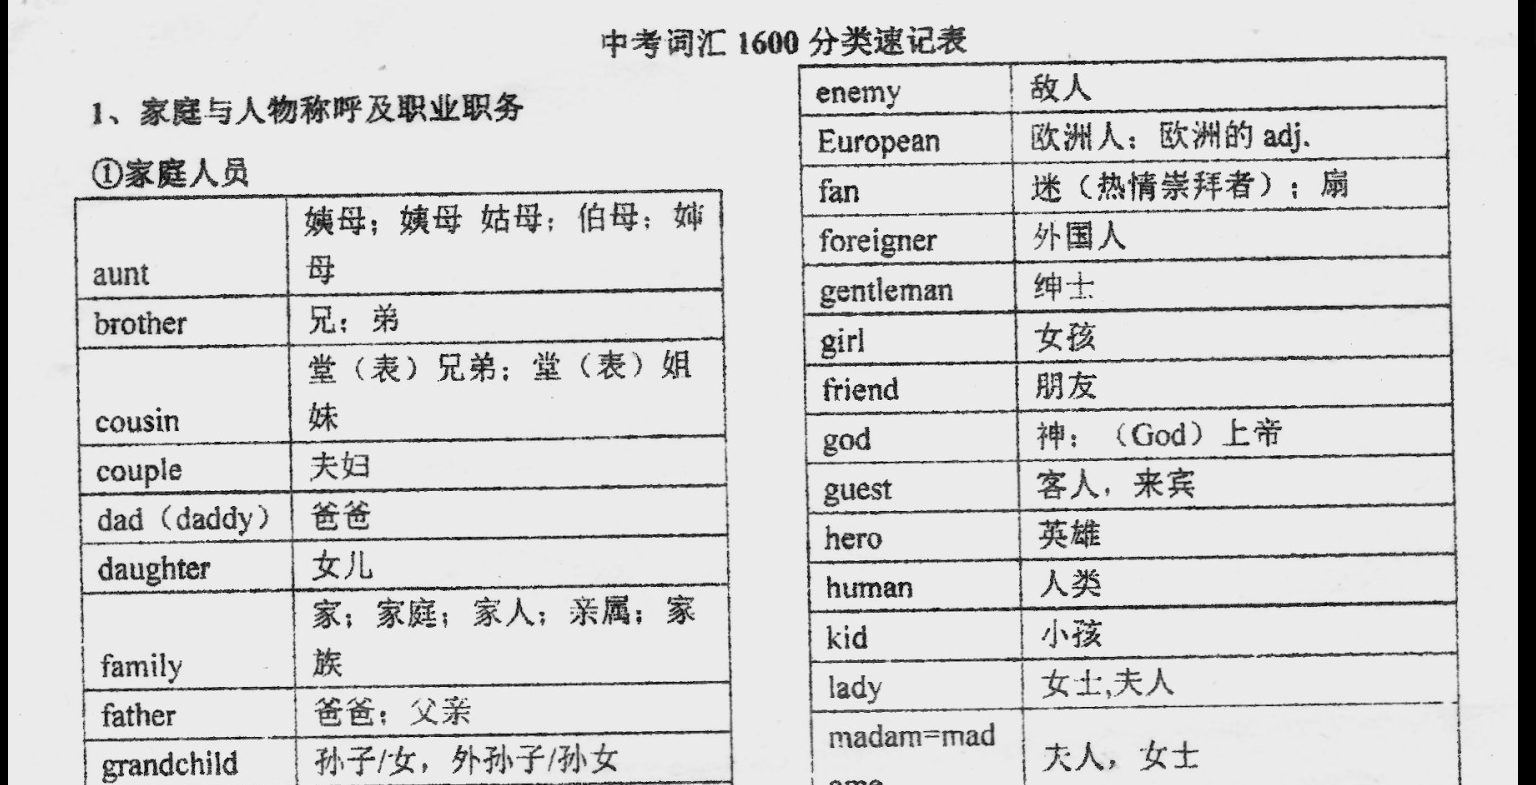 中考词汇 1600 分类速记表
1、家庭与人物称呼及职业职务
①家庭人员
姨母；姨母 姑母；伯母；婶
aunt 母
brother 兄；弟
堂（表）兄弟；堂（表）姐
cousin 妹
couple 夫妇
dad（daddy） 爸爸
daughter 女儿
家；家庭；家人；亲属；家
family 族
father 爸爸；父亲
grandchild 孙子/女，外孙子/孙女
enemy 敌人
European 欧洲人；欧洲的 adj.
fan 迷（热情崇拜者）；扇
foreigner 外国人
gentleman 绅士
girl 女孩
friend 朋友
god 神；（God）上帝
guest 客人，来宾
hero 英雄
human 人类
kid 小孩
lady 女士,夫人
madam=mad
夫人，女士